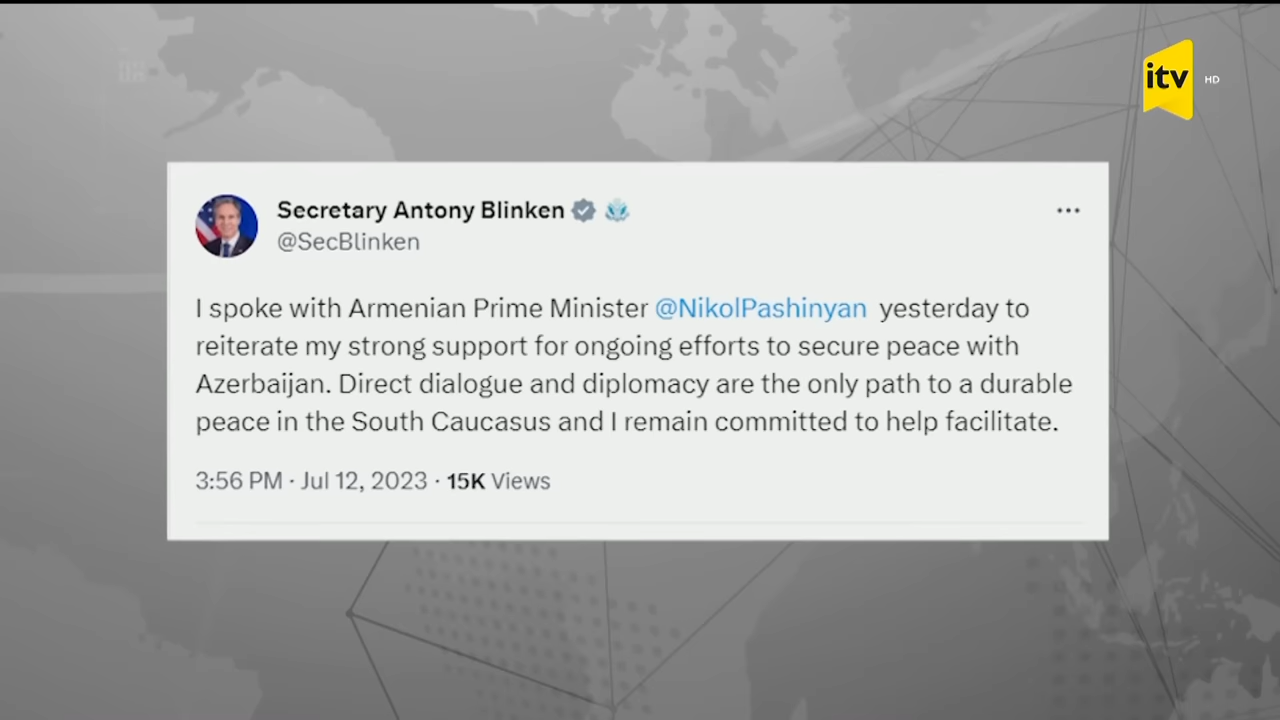 itv HD
Secretary Antony Blinken
@SecBlinken
I spoke with Armenian Prime Minister @NikolPashinyan yesterday to
reiterate my strong support for ongoing efforts to secure peace with
Azerbaijan. Direct dialogue and diplomacy are the only path to a durable
peace in the South Caucasus and I remain committed to help facilitate.
3:56 PM · Jul 12, 2023 · 15K Views